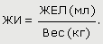 ЖИ = ЖЕЛ (мл) / Вес (кг) .